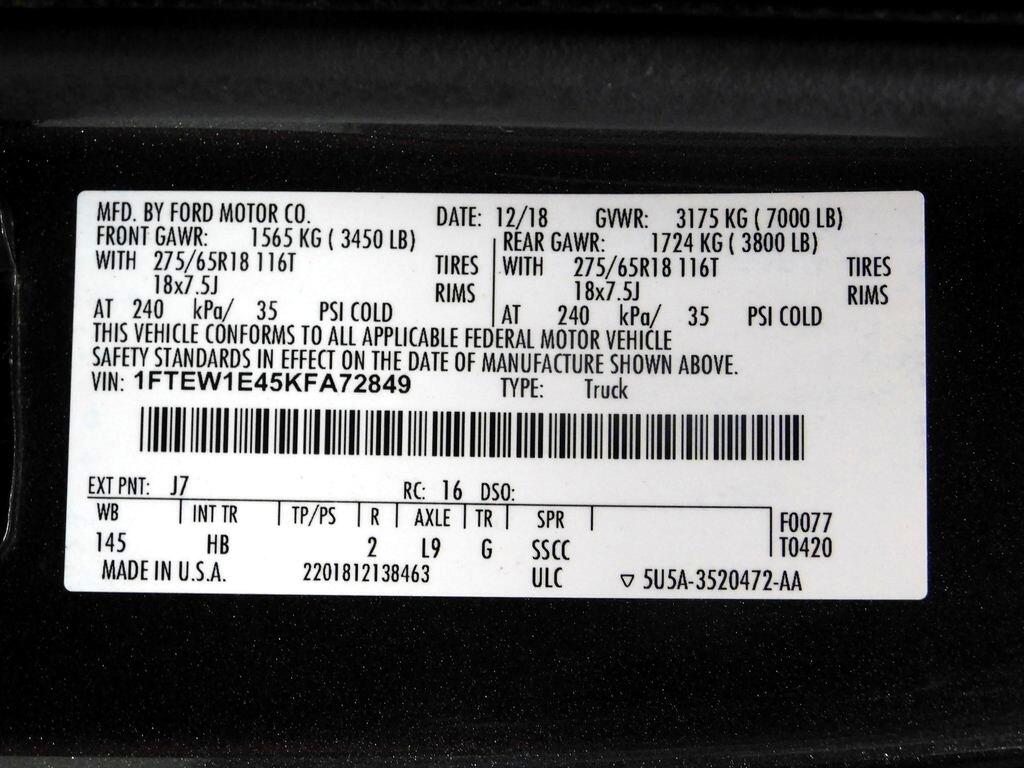 MFD. BY FORD MOTOR CO. DATE: 12/18 GVWR: 3175 KG ( 7000 LB)
FRONT GAWR: 1565 KG ( 3450 LB) REAR GAWR: 1724 KG ( 3800 LB)
WITH 275/65R18 116T TIRES WITH 275/65R18 116T TIRES
18x7.5J RIMS 18x7.5J RIMS
AT 240 kPa/ 35 PSI COLD AT 240 kPa/ 35 PSI COLD
THIS VEHICLE CONFORMS TO ALL APPLICABLE FEDERAL MOTOR VEHICLE
SAFETY STANDARDS IN EFFECT ON THE DATE OF MANUFACTURE SHOWN ABOVE.
VIN: 1FTEW1E45KFA72849 TYPE: Truck
EXT PNT: J7 RC: 16 DSO:
WB INT TR TP/PS R AXLE TR SPR F0077
145 HB 2 L9 G SSCC T0420
MADE IN U.S.A. 2201812138463 ULC ▽ 5U5A-3520472-AA